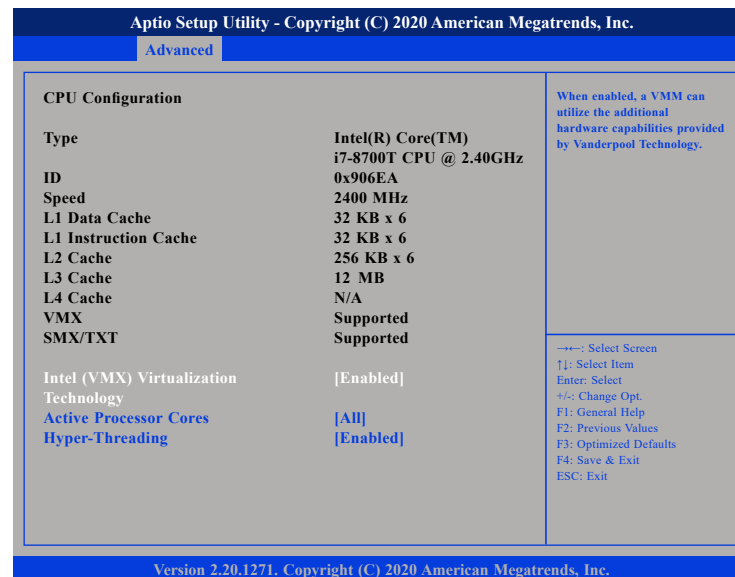 Aptio Setup Utility - Copyright (C) 2020 American Megatrends, Inc.
Advanced
CPU Configuration
Type Intel(R) Core(TM)
i7-8700T CPU @ 2.40GHz
ID 0x906EA
Speed 2400 MHz
L1 Data Cache 32 KB x 6
L1 Instruction Cache 32 KB x 6
L2 Cache 256 KB x 6
L3 Cache 12 MB
L4 Cache N/A
VMX Supported
SMX/TXT Supported
Intel (VMX) Virtualization [Enabled]
Technology
Active Processor Cores [All]
Hyper-Threading [Enabled]
When enabled, a VMM can
utilize the additional
hardware capabilities provided
by Vanderpool Technology.
→←: Select Screen
↑↓: Select Item
Enter: Select
+/-: Change Opt.
F1: General Help
F2: Previous Values
F3: Optimized Defaults
F4: Save & Exit
ESC: Exit
Version 2.20.1271. Copyright (C) 2020 American Megatrends, Inc.